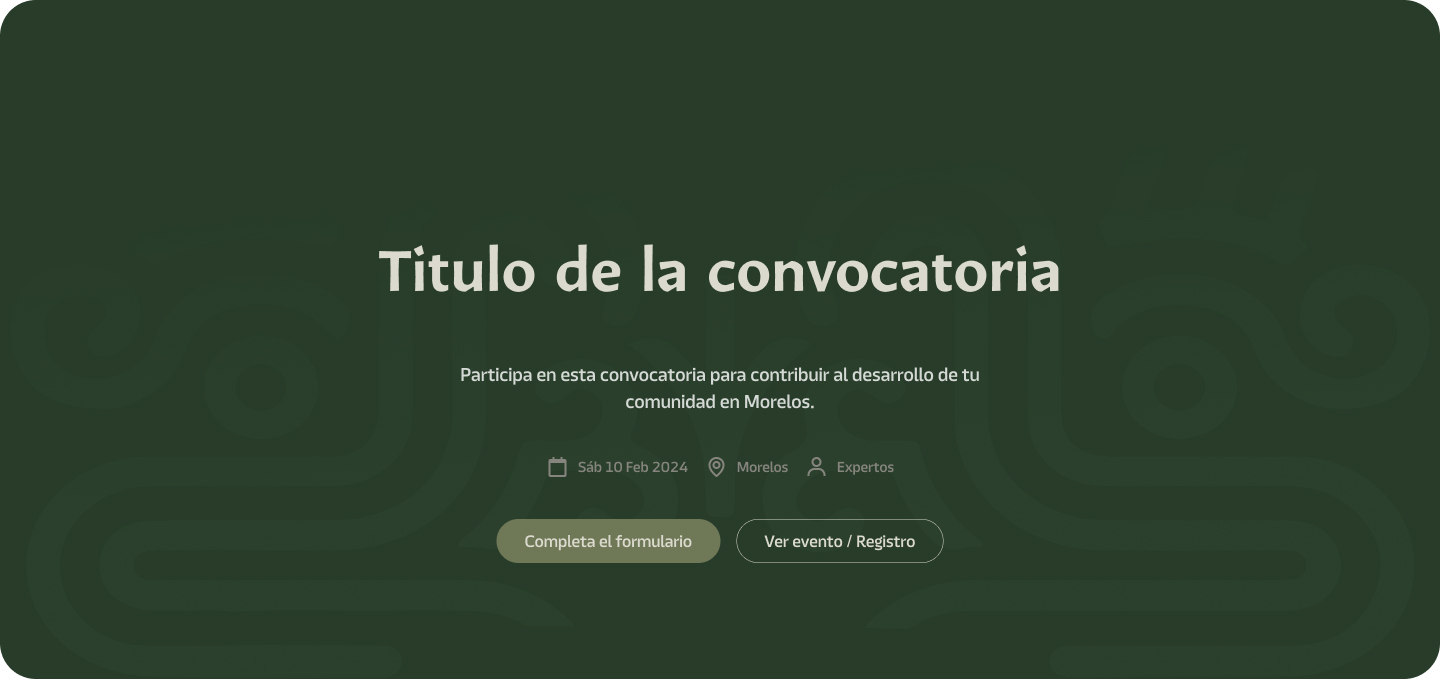 Titulo de la convocatoria
Participa en esta convocatoria para contribuir al desarrollo de tu
comunidad en Morelos.
Sáb 10 Feb 2024 Morelos Expertos
Completa el formulario Ver evento / Registro